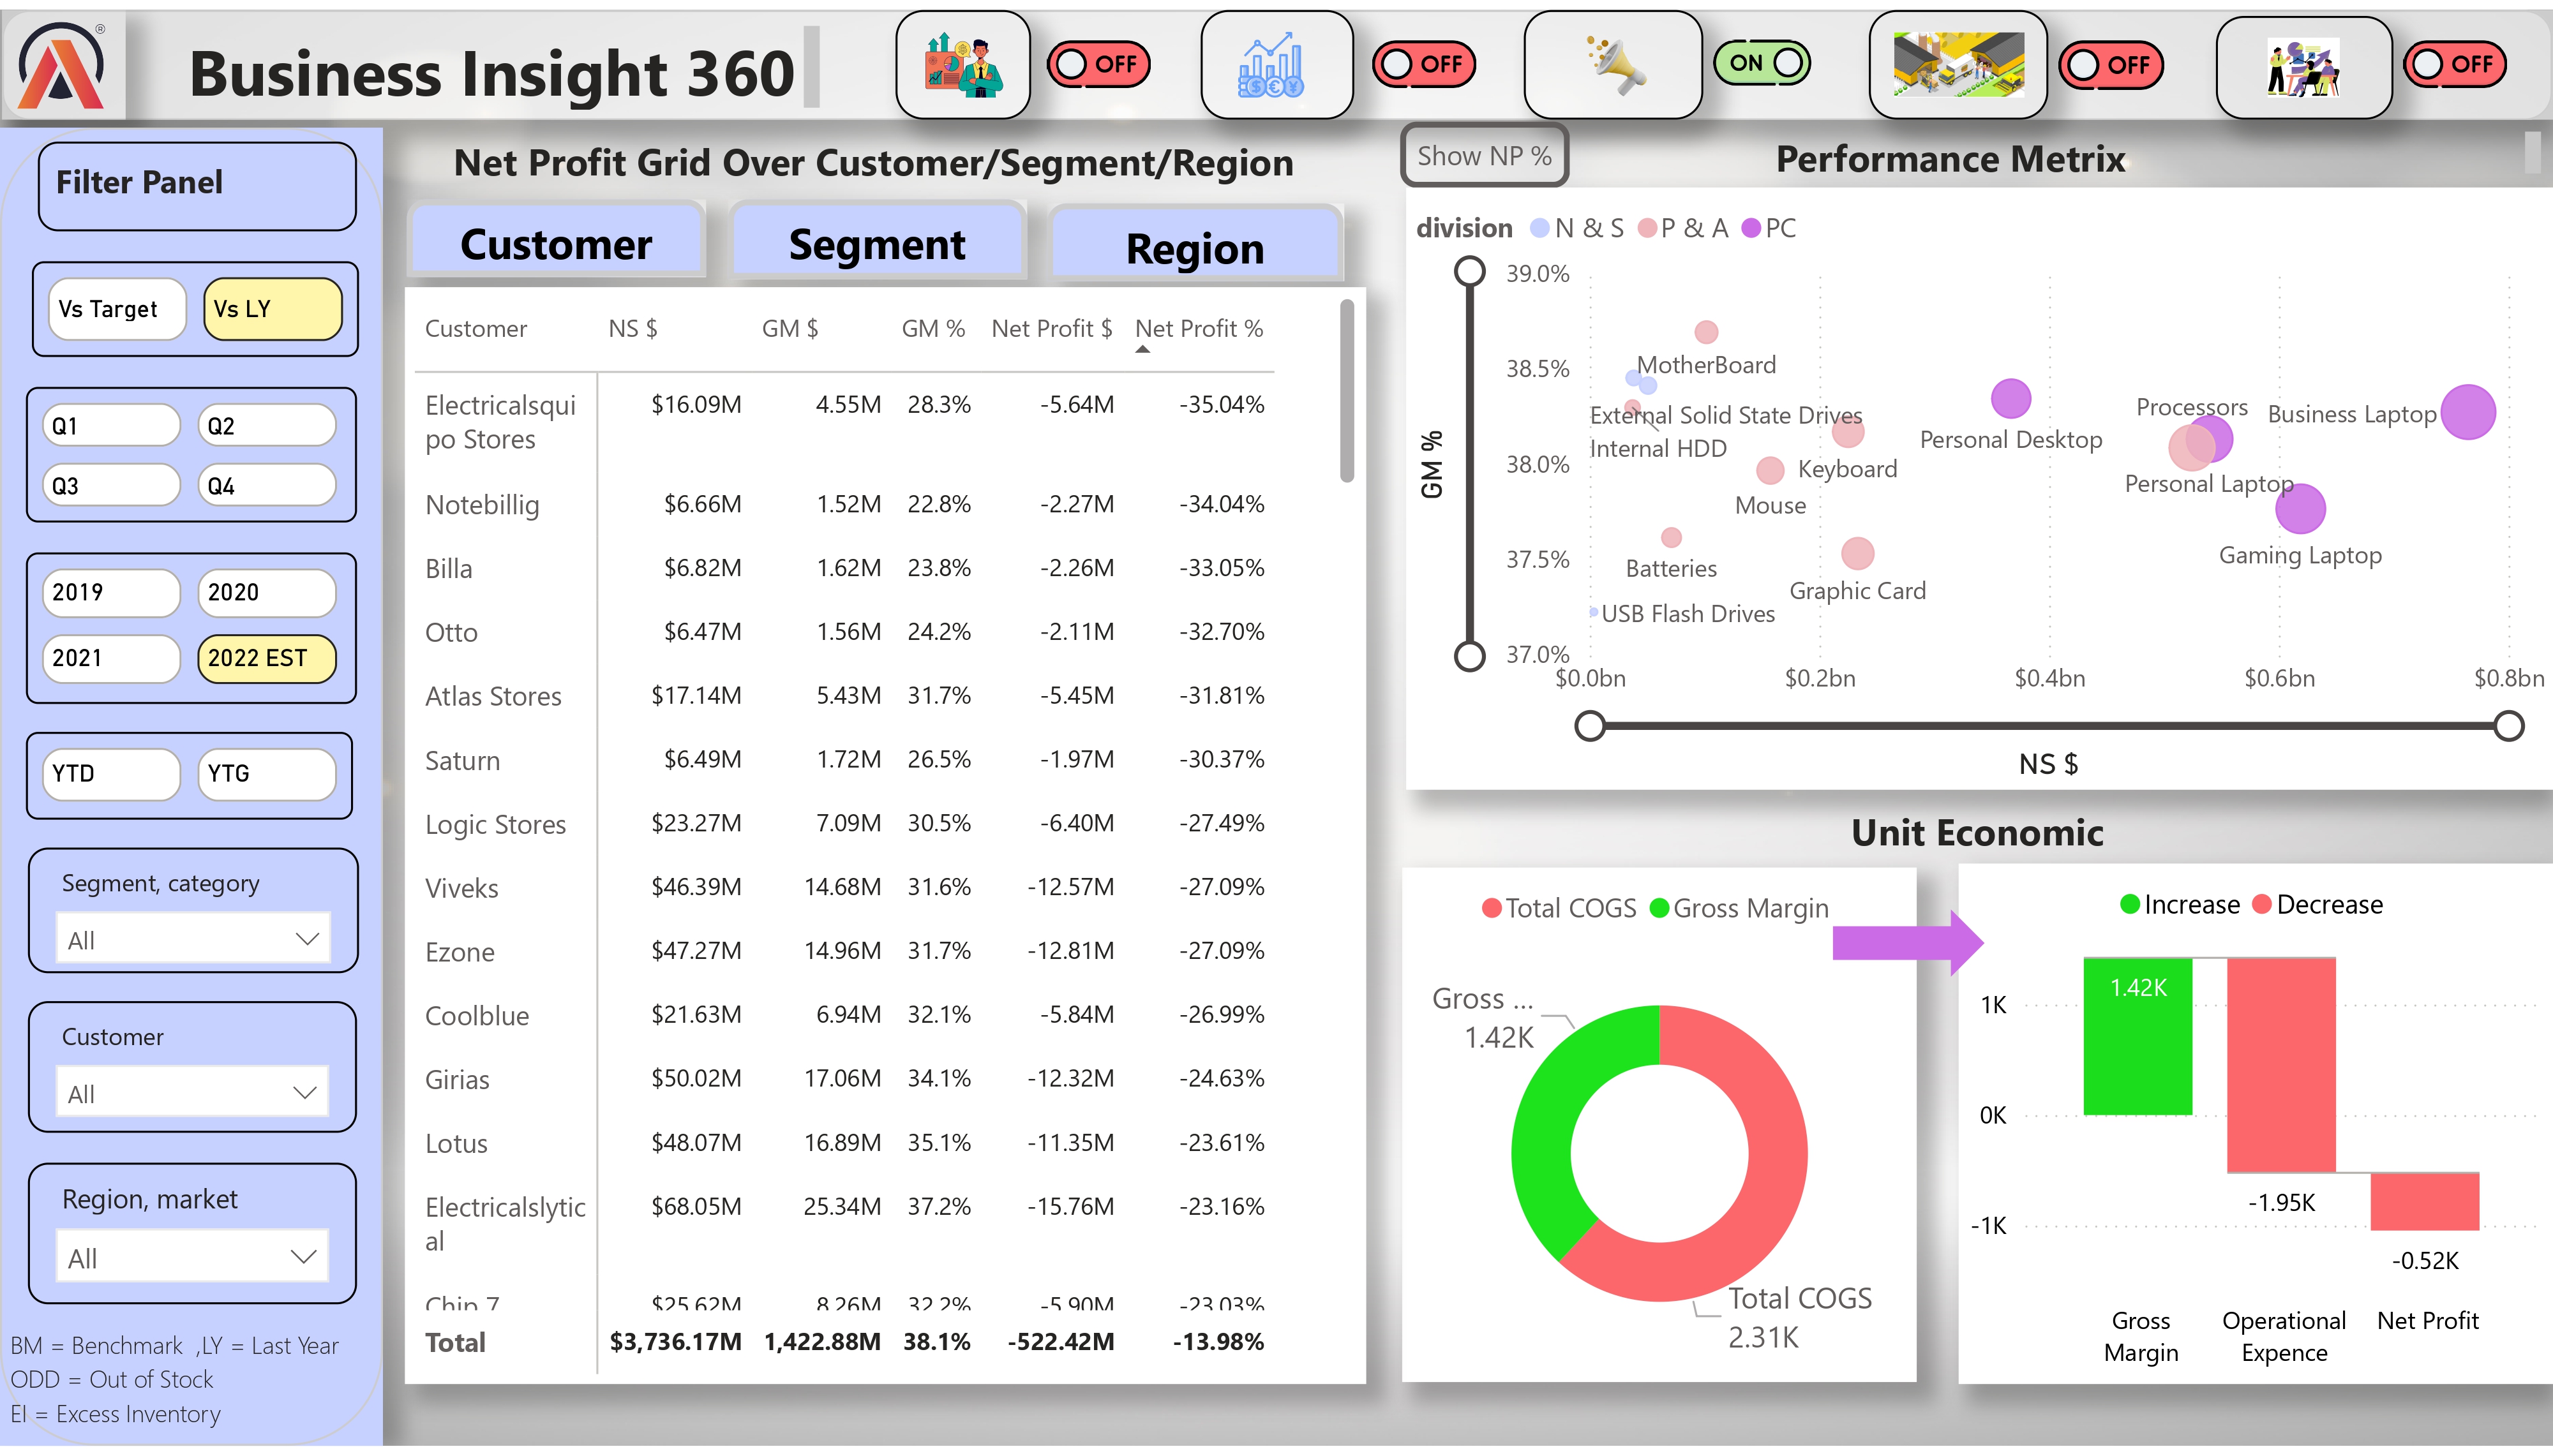 ®
Business Insight 360
OFF
OFF
ON
OFF
OFF
Filter Panel
Vs Target
Vs LY
Q1
Q2
Q3
Q4
2019
2020
2021
2022 EST
YTD
YTG
Segment, category
All
Customer
All
Region, market
All
BM = Benchmark ,LY = Last Year
ODD = Out of Stock
EI = Excess Inventory
Net Profit Grid Over Customer/Segment/Region
Customer
Segment
Region
Customer NS $ GM $ GM % Net Profit $ Net Profit %
Electricalsqui $16.09M 4.55M 28.3% -5.64M -35.04%
po Stores
Notebillig $6.66M 1.52M 22.8% -2.27M -34.04%
Billa $6.82M 1.62M 23.8% -2.26M -33.05%
Otto $6.47M 1.56M 24.2% -2.11M -32.70%
Atlas Stores $17.14M 5.43M 31.7% -5.45M -31.81%
Saturn $6.49M 1.72M 26.5% -1.97M -30.37%
Logic Stores $23.27M 7.09M 30.5% -6.40M -27.49%
Viveks $46.39M 14.68M 31.6% -12.57M -27.09%
Ezone $47.27M 14.96M 31.7% -12.81M -27.09%
Coolblue $21.63M 6.94M 32.1% -5.84M -26.99%
Girias $50.02M 17.06M 34.1% -12.32M -24.63%
Lotus $48.07M 16.89M 35.1% -11.35M -23.61%
Electricalslytic $68.05M 25.34M 37.2% -15.76M -23.16%
al
Chip 7 $25.62M 8.26M 32.2% -5.90M -23.03%
Total $3,736.17M 1,422.88M 38.1% -522.42M -13.98%
Show NP %
Performance Metrix
division N & S P & A PC
GM %
39.0%
38.5%
38.0%
37.5%
37.0%
MotherBoard
External Solid State Drives
Internal HDD
Keyboard
Mouse
Batteries
Graphic Card
USB Flash Drives
Personal Desktop
Processors
Business Laptop
Personal Laptop
Gaming Laptop
$0.0bn
$0.2bn
$0.4bn
$0.6bn
$0.8bn
NS $
Unit Economic
Total COGS Gross Margin
Gross ...
1.42K
Total COGS
2.31K
Increase Decrease
1K
0K
-1K
1.42K
-1.95K
-0.52K
Gross
Margin
Operational
Expence
Net Profit